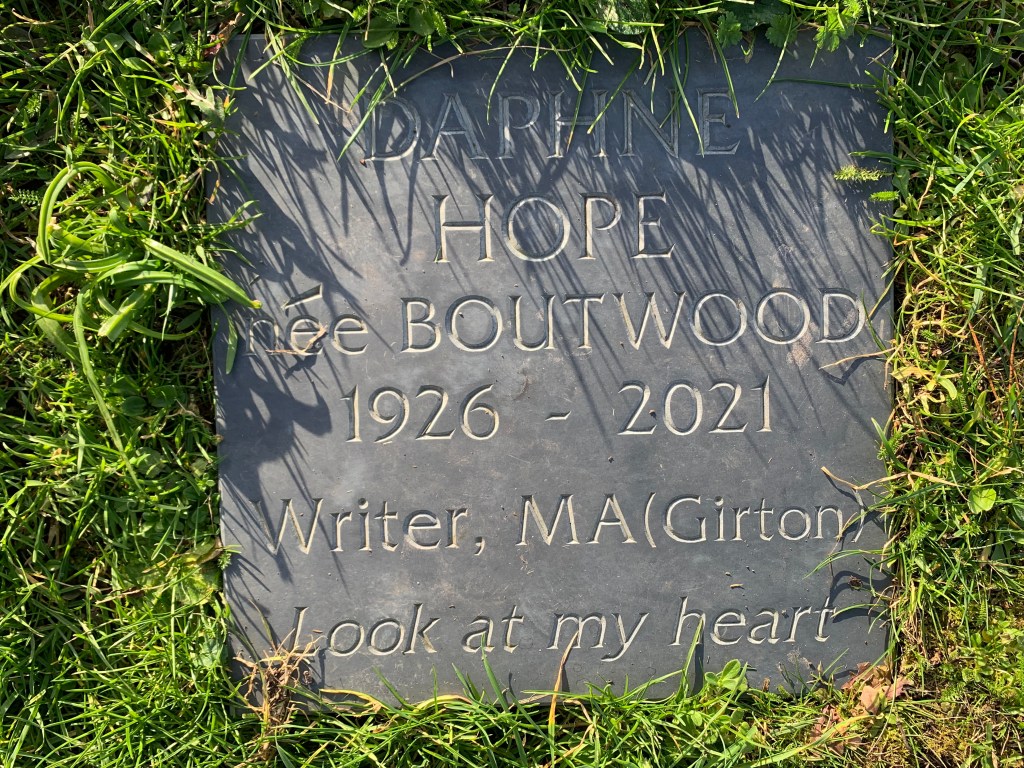 DAPHNE
HOPE
née BOUTWOOD
1926 - 2021
Writer, MA (Girton)
Look at my heart